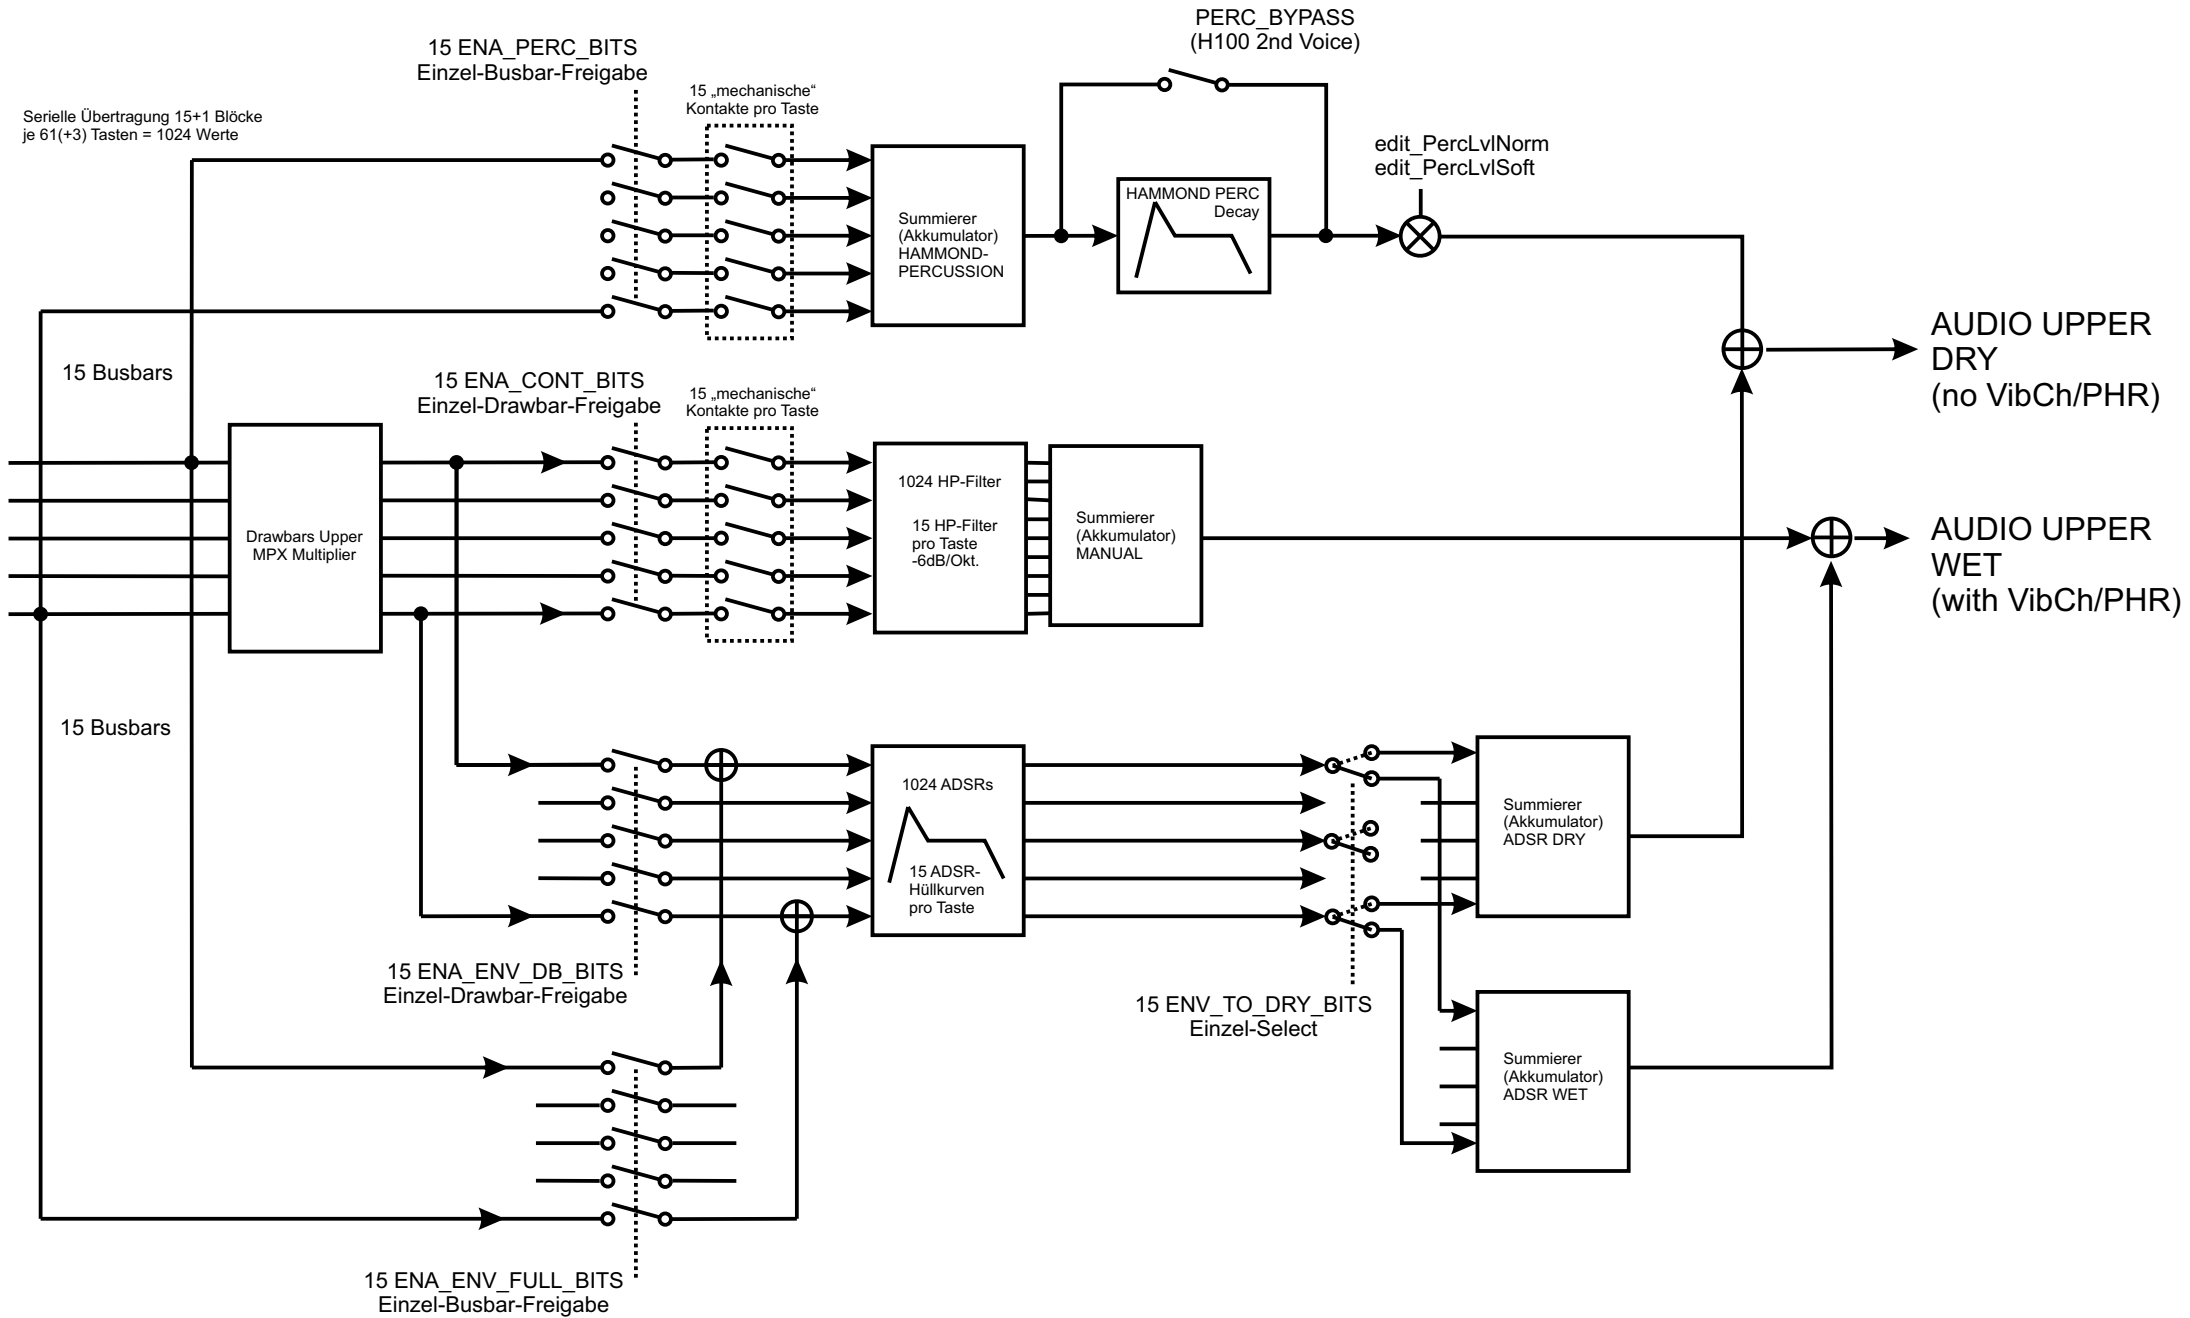 PERC_BYPASS
(H100 2nd Voice)
15 ENA_PERC_BITS
Einzel-Busbar-Freigabe
15 „mechanische“
Kontakte pro Taste
Serielle Übertragung 15+1 Blöcke
je 61(+3) Tasten = 1024 Werte
edit_PercLvlNorm
edit_PercLvlSoft
HAMMOND PERC
Decay
Summierer
(Akkumulator)
HAMMOND-
PERCUSSION
AUDIO UPPER
DRY
(no VibCh/PHR)
15 Busbars
15 ENA_CONT_BITS
Einzel-Drawbar-Freigabe
15 „mechanische“
Kontakte pro Taste
Drawbars Upper
MPX Multiplier
1024 HP-Filter
15 HP-Filter
pro Taste
-6dB/Okt.
Summierer
(Akkumulator)
MANUAL
AUDIO UPPER
WET
(with VibCh/PHR)
15 Busbars
1024 ADSRs
15 ADSR-
Hüllkurven
pro Taste
Summierer
(Akkumulator)
ADSR DRY
15 ENA_ENV_DB_BITS
Einzel-Drawbar-Freigabe
15 ENV_TO_DRY_BITS
Einzel-Select
Summierer
(Akkumulator)
ADSR WET
15 ENA_ENV_FULL_BITS
Einzel-Busbar-Freigabe